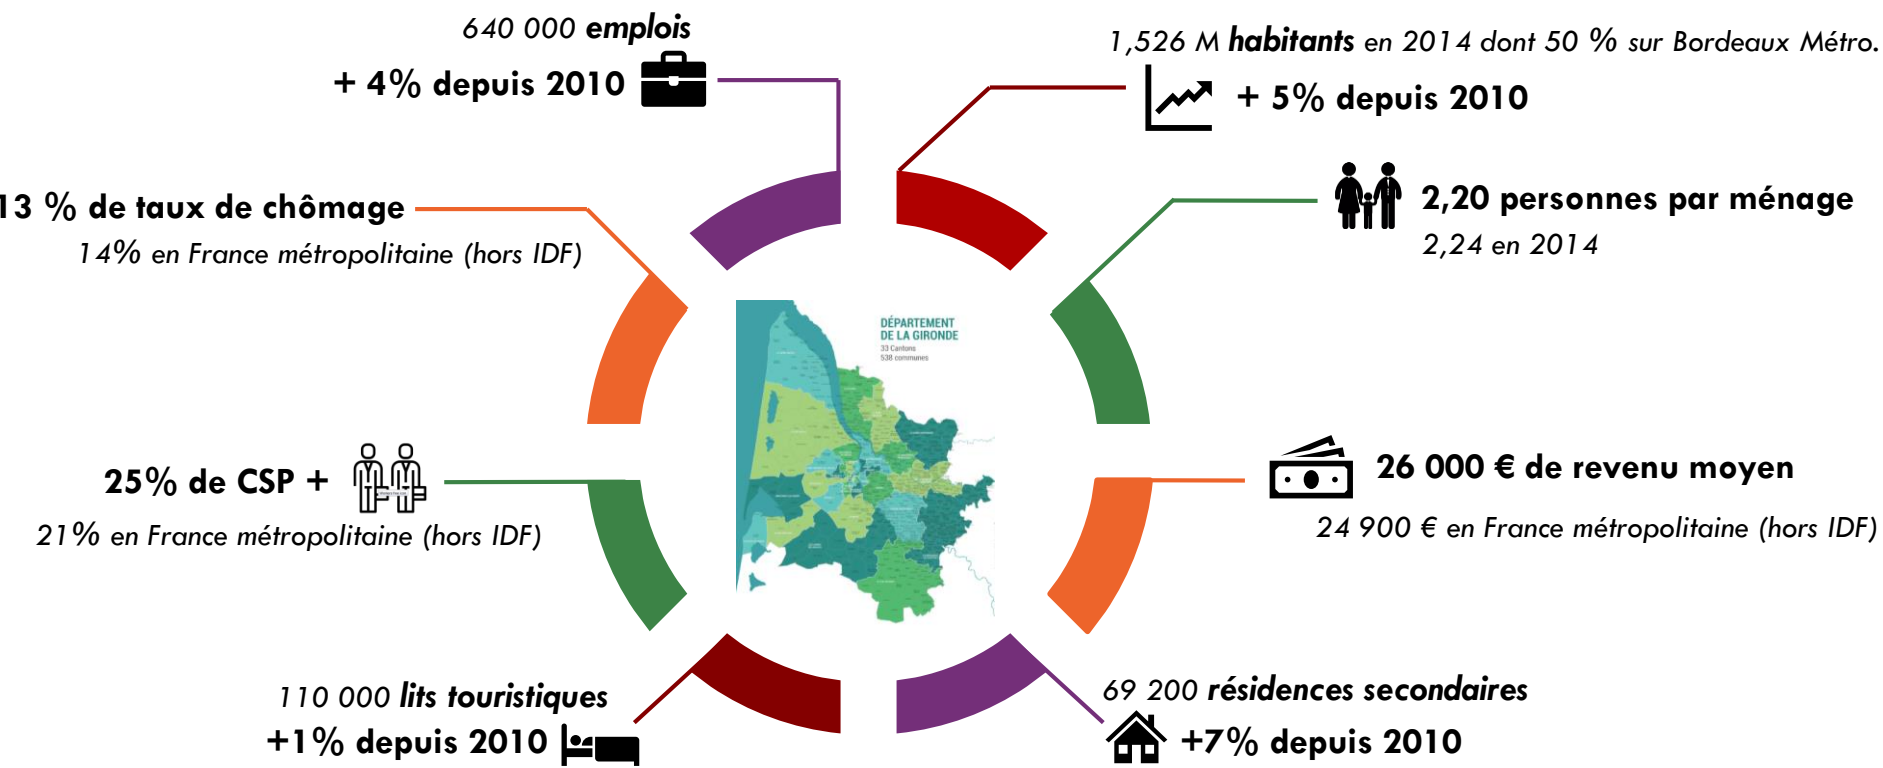 640 000 emplois
+ 4% depuis 2010
1,526 M habitants en 2014 dont 50 % sur Bordeaux Métro.
+ 5% depuis 2010
13 % de taux de chômage
14% en France métropolitaine (hors IDF)
2,20 personnes par ménage
2,24 en 2014
DÉPARTEMENT
DE LA GIRONDE
33 Cantons
538 communes
25% de CSP +
21% en France métropolitaine (hors IDF)
26 000 € de revenu moyen
24 900 € en France métropolitaine (hors IDF)
110 000 lits touristiques
+1% depuis 2010
69 200 résidences secondaires
+7% depuis 2010